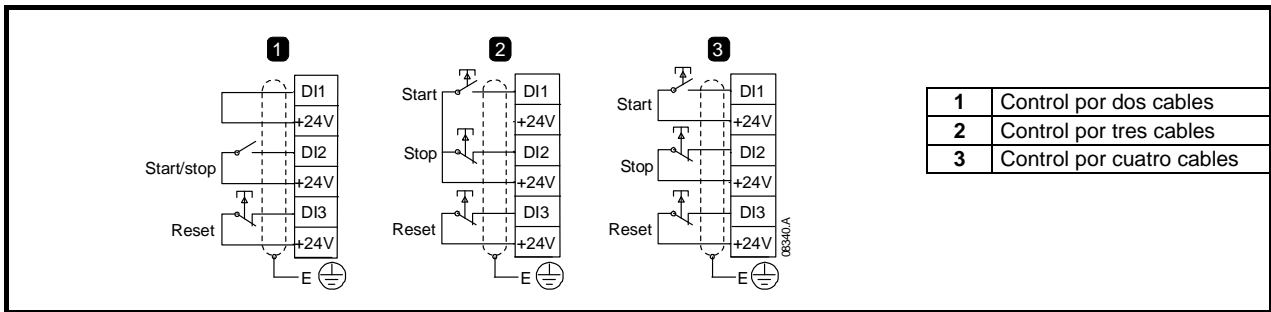 1
DI1
+24V
DI2
Start/stop
+24V
DI3
Reset
+24V
E
2
Start
DI1
+24V
Stop
DI2
+24V
DI3
Reset
+24V
E
3
DI1
Start
+24V
DI2
Stop
+24V
DI3
Reset
+24V
E
08340.A
1 Control por dos cables
2 Control por tres cables
3 Control por cuatro cables